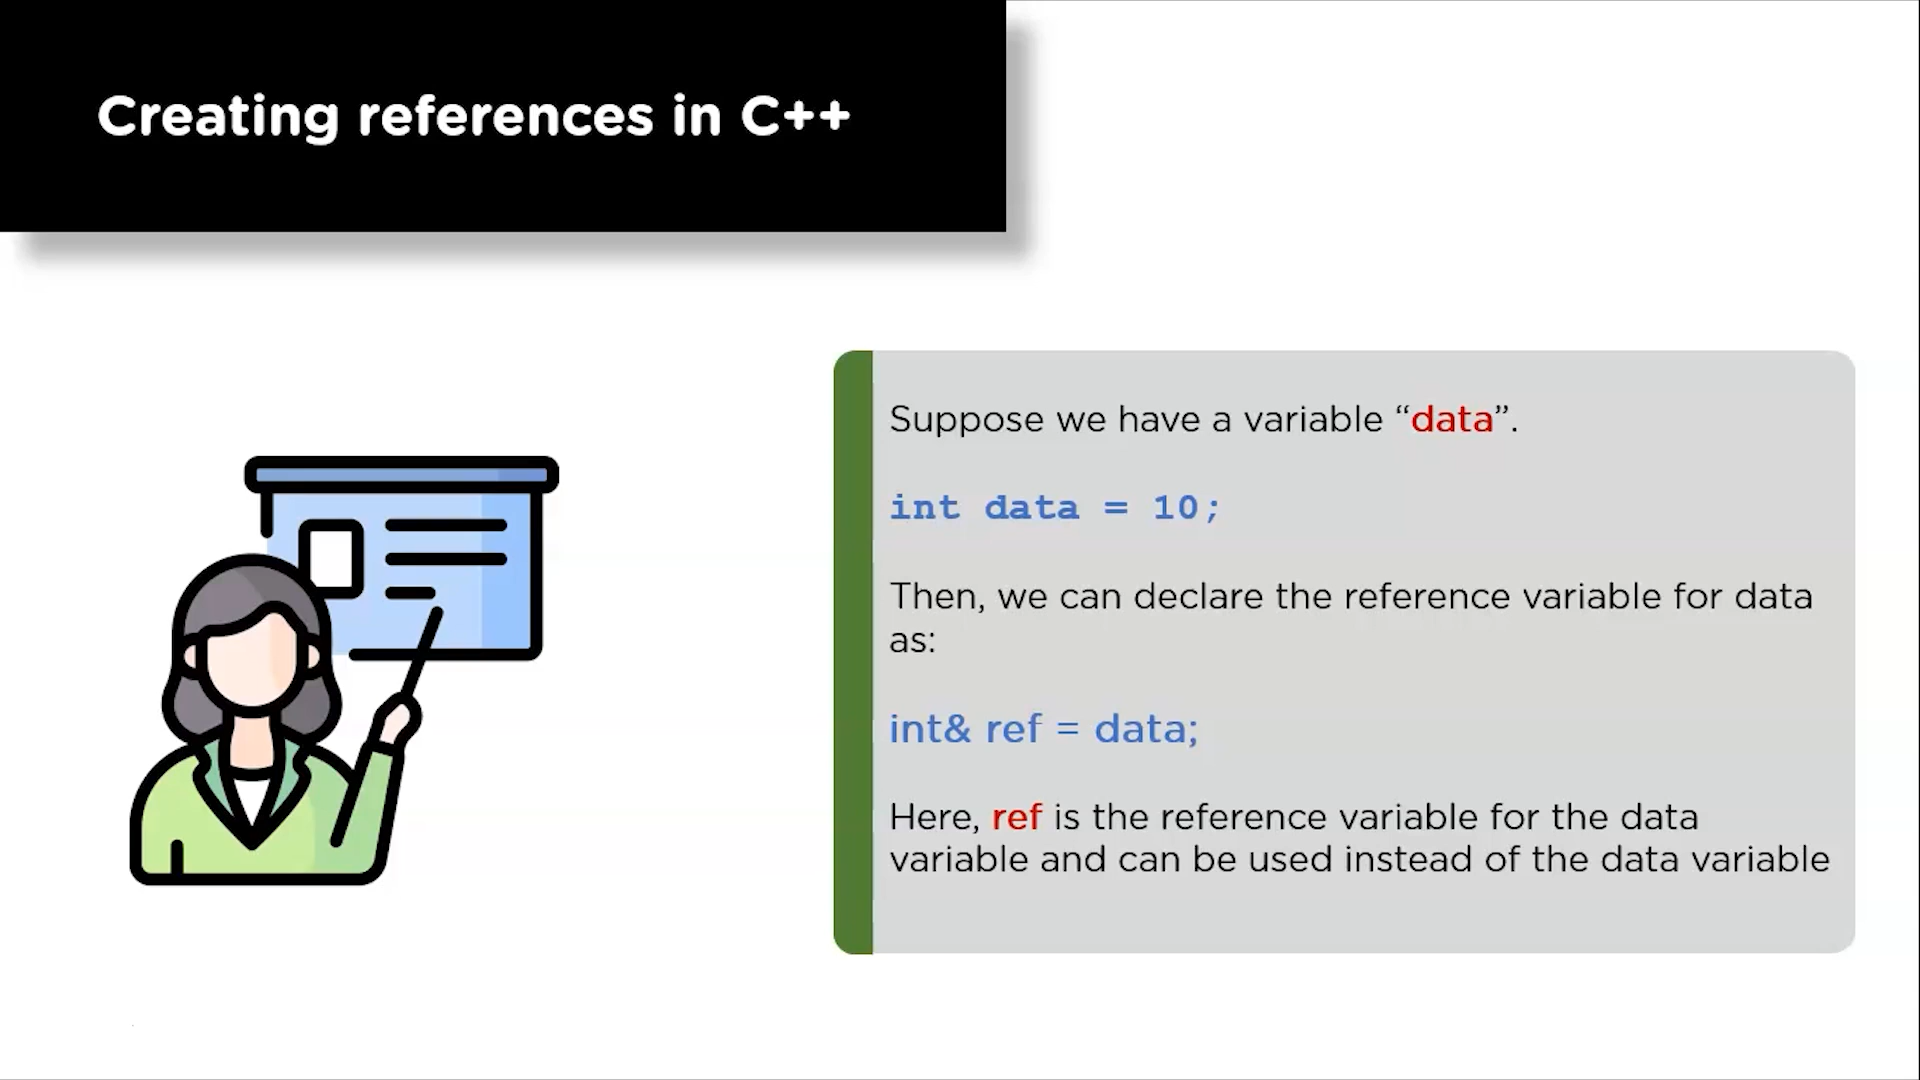 Creating references in C++
Suppose we have a variable “data”.
int data = 10;
Then, we can declare the reference variable for data
as:
int& ref = data;
Here, ref is the reference variable for the data
variable and can be used instead of the data variable